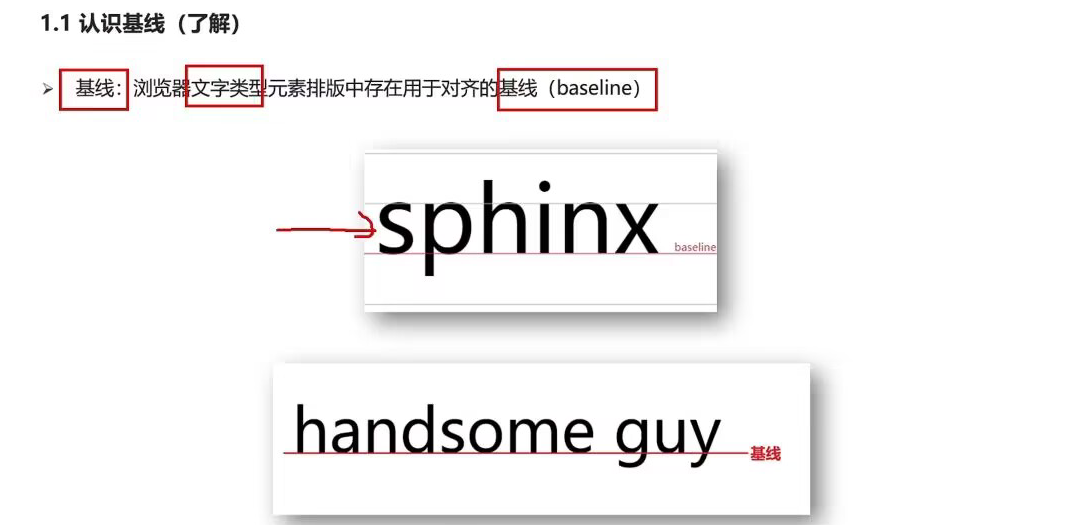 1.1 认识基线（了解）
➢ 基线：浏览器文字类型元素排版中存在用于对齐的基线（baseline）
sphinx
baseline
handsome guy
基线